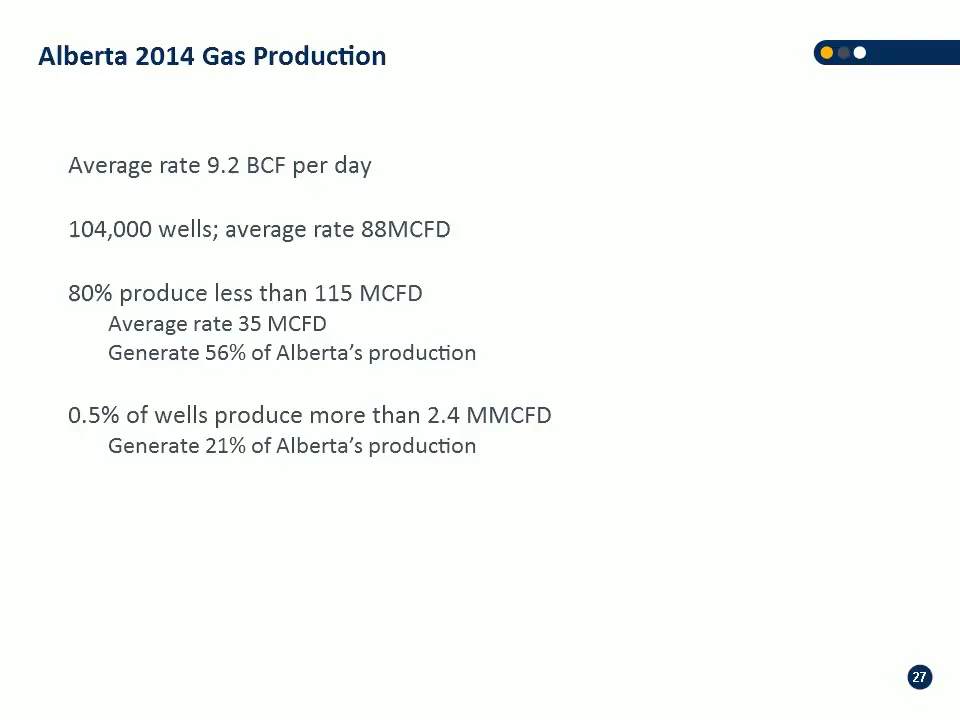 Alberta 2014 Gas Production
Average rate 9.2 BCF per day
104,000 wells; average rate 88MCFD
80% produce less than 115 MCFD
Average rate 35 MCFD
Generate 56% of Alberta’s production
0.5% of wells produce more than 2.4 MMCFD
Generate 21% of Alberta’s production
27